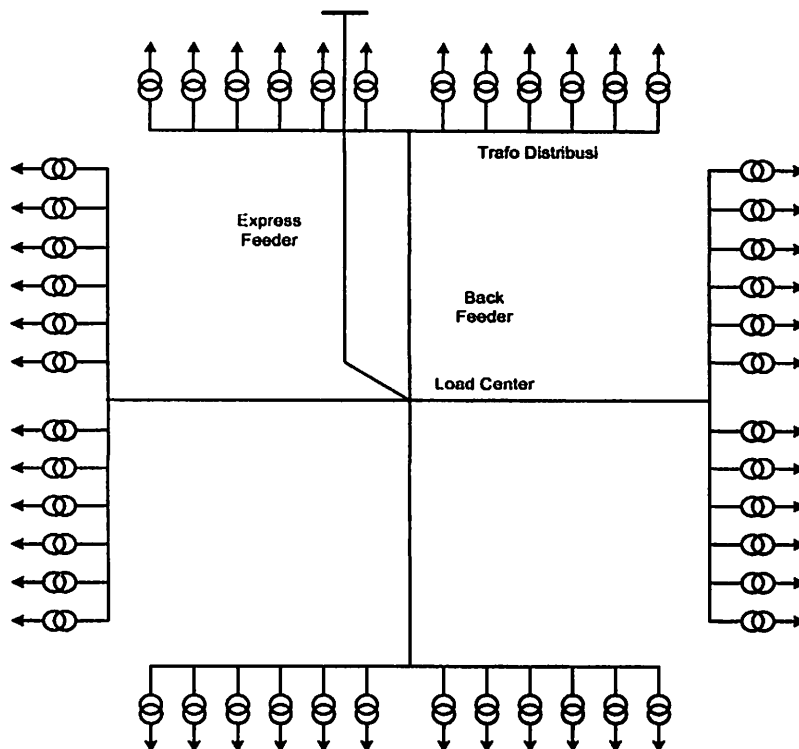 Trafo Distribusi
Express
Feeder
Back
Feeder
Load Center